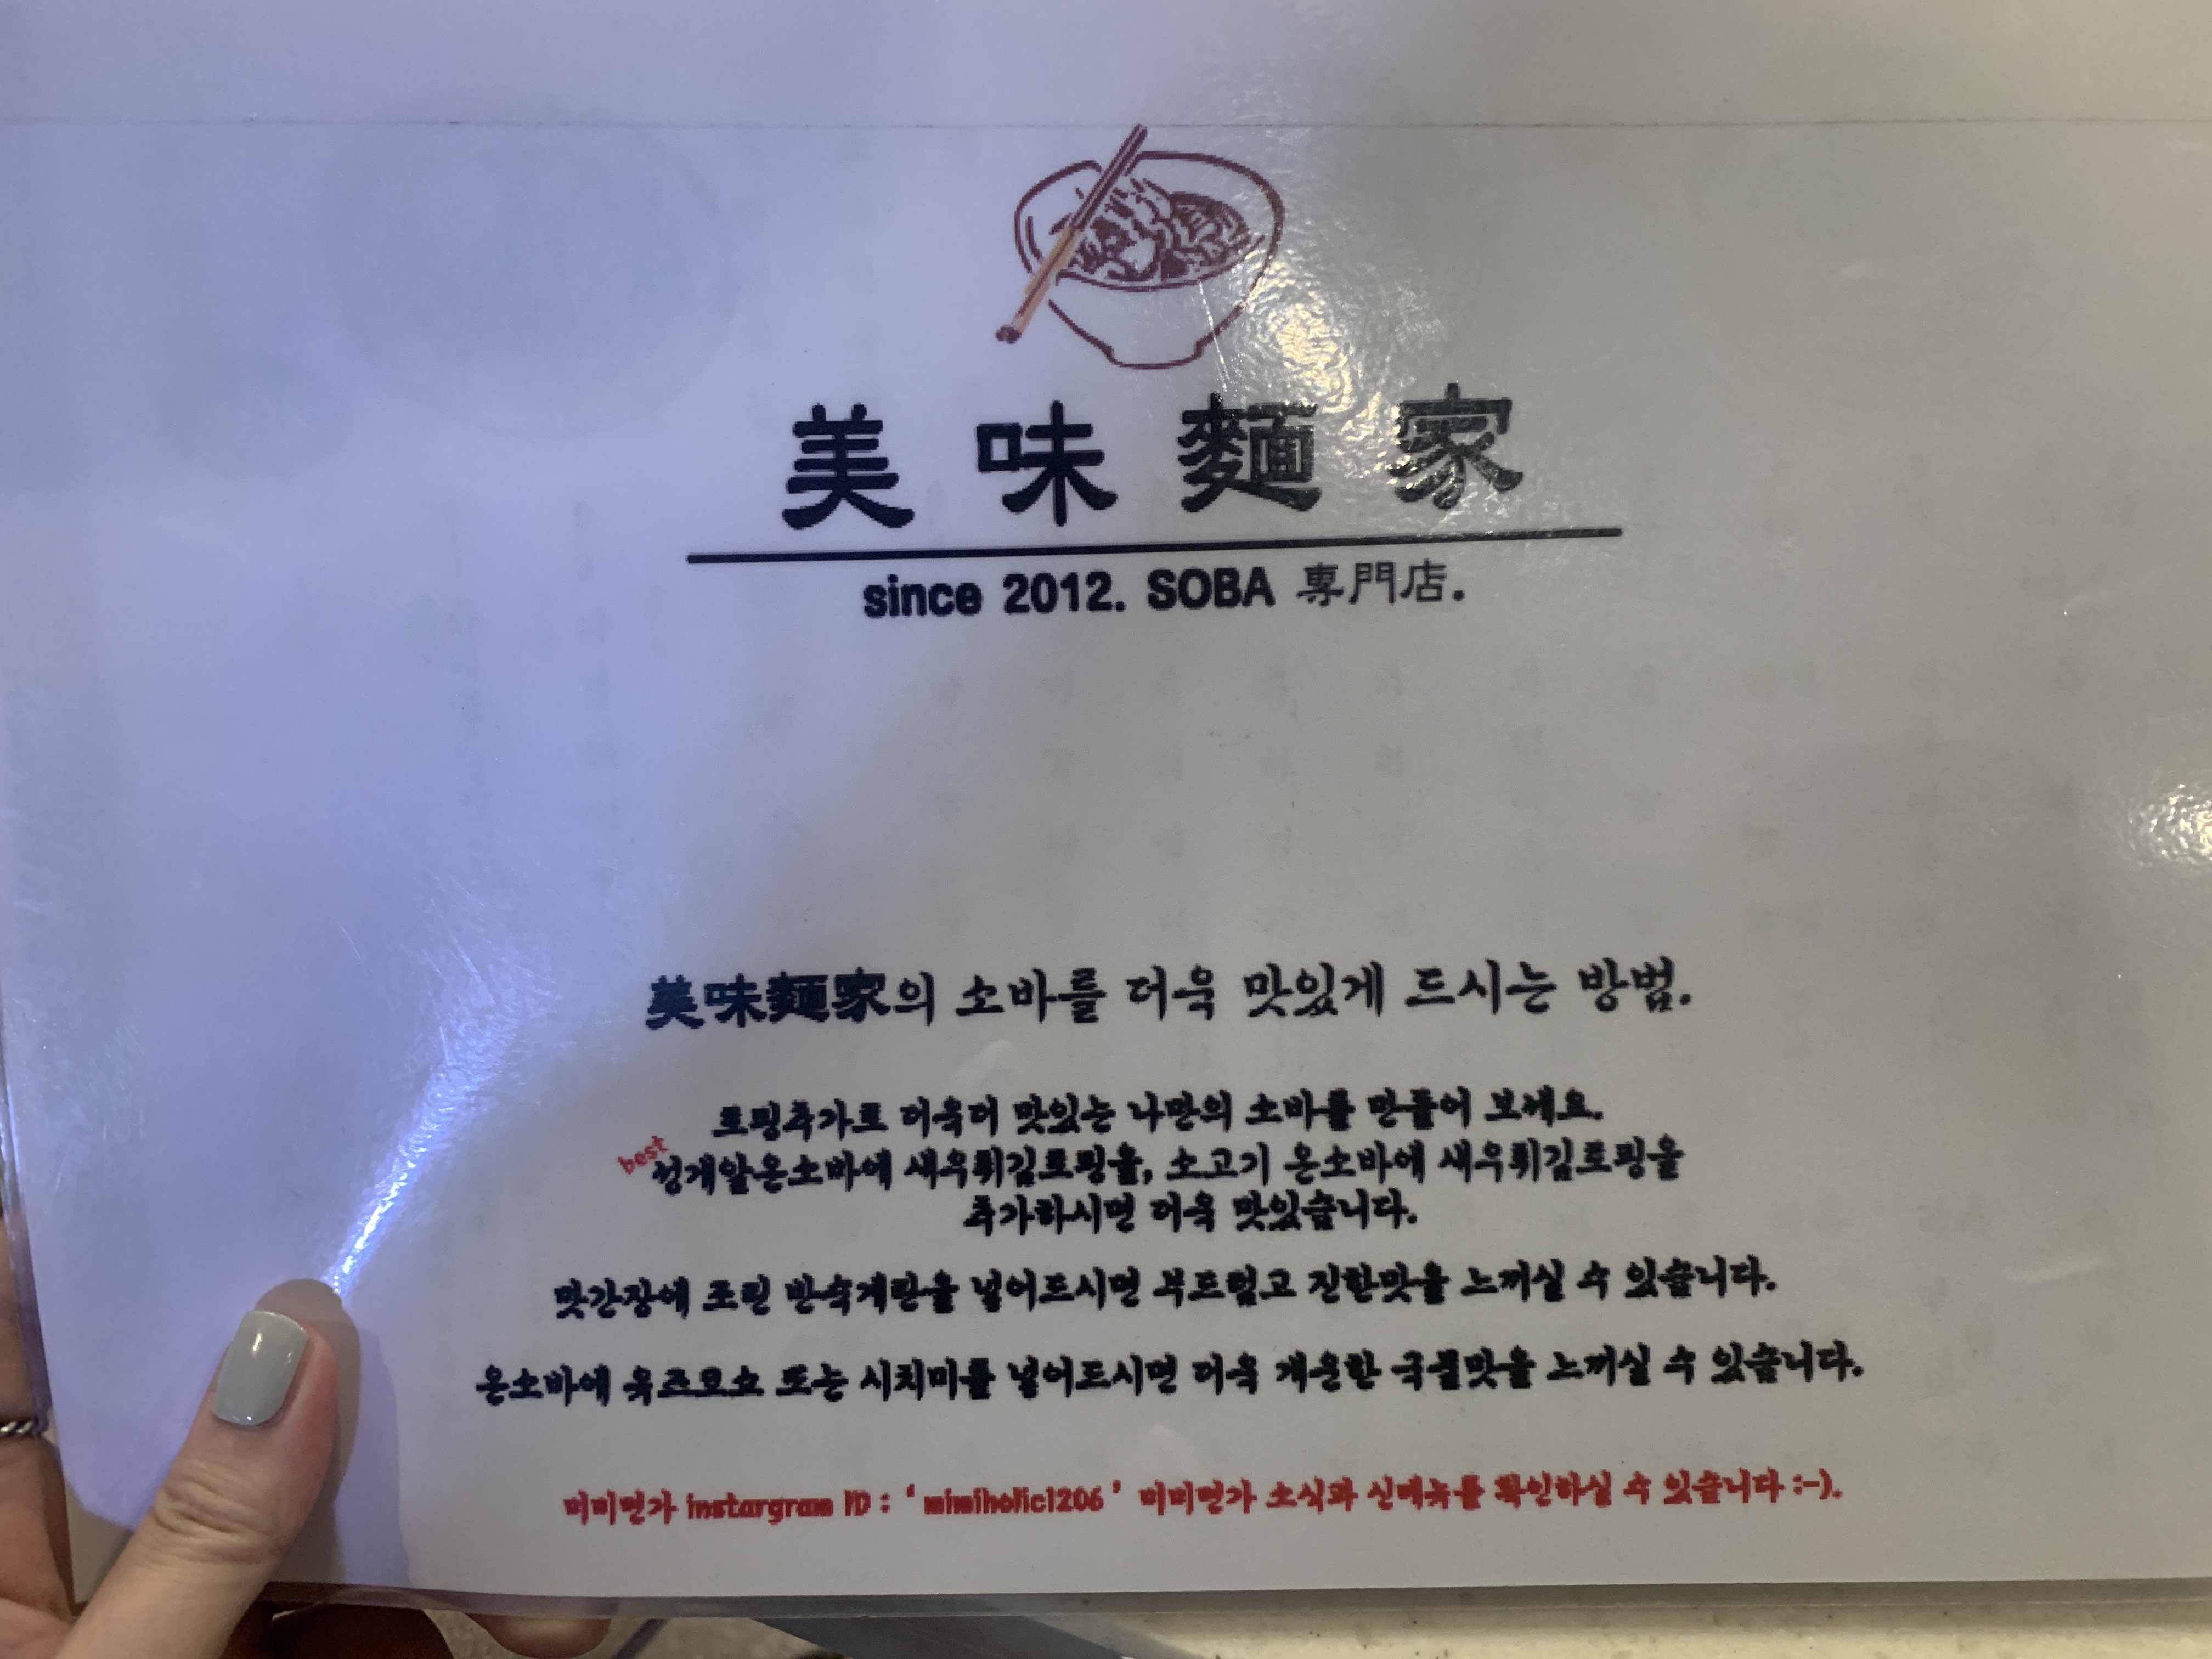 美味麵家
since 2012. SOBA 専門店.
美味麵家의 소바를 더욱 맛있게 드시는 방법.
토핑추가로 더욱더 맛있는 나만의 소바를 만들어 보세요.
best
성게알온소바에 새우튀김토핑을, 소고기 온소바에 새우튀김토핑을
추가하시면 더욱 맛있습니다.
맛간장에 조린 반숙계란을 넣어드시면 부드럽고 진한맛을 느끼실 수 있습니다.
온소바에 유즈코쇼 또는 시치미를 넣어드시면 더욱 개운한 국물맛을 느끼실 수 있습니다.
미미면가 instargram ID : ‘ mimiholic1206 ’ 미미면가 소식과 신메뉴를 확인하실 수 있습니다 :-).